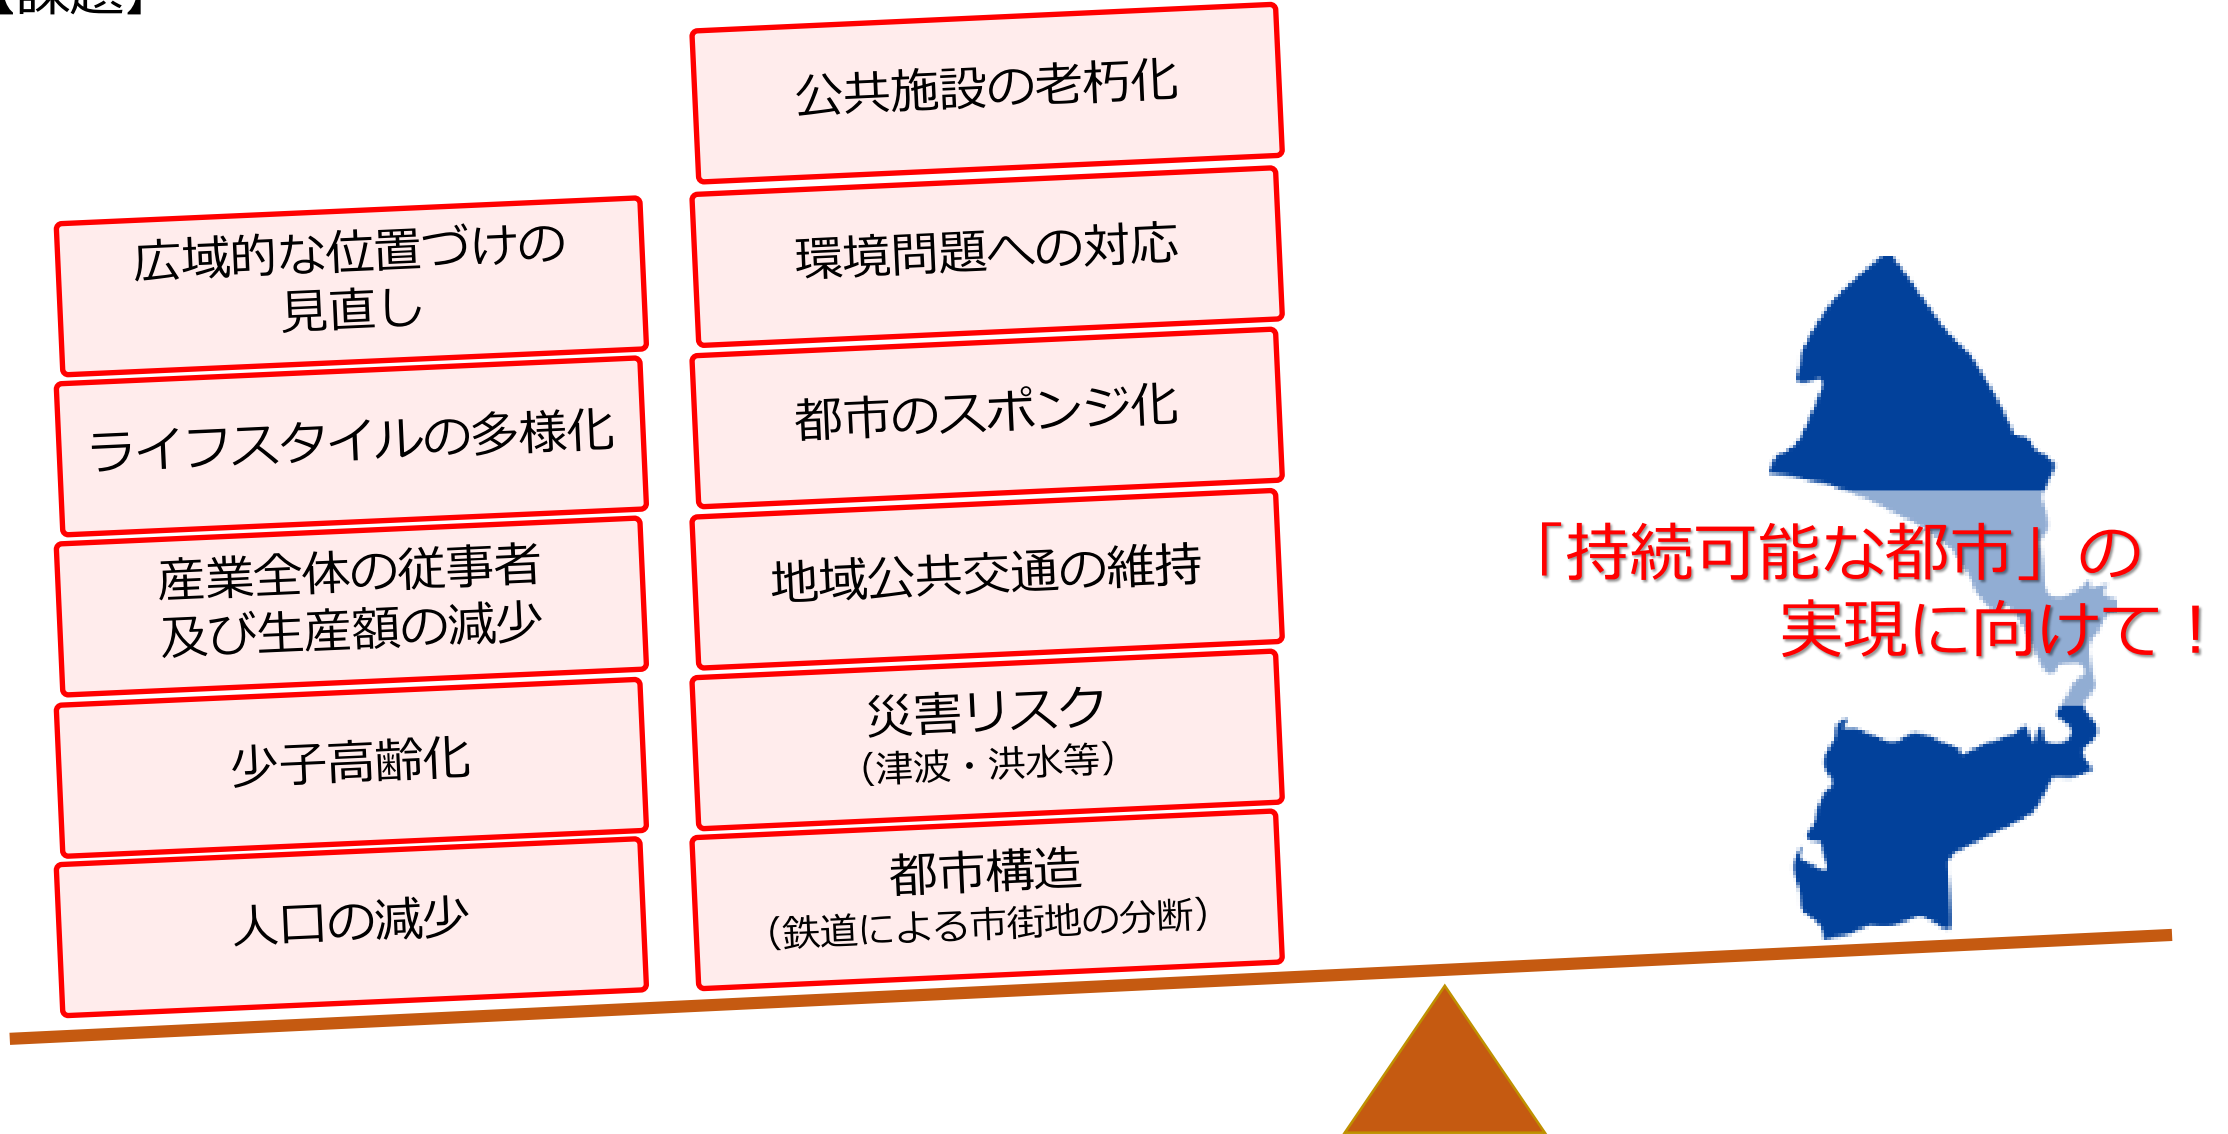 【課題】
広域的な位置づけの
見直し
ライフスタイルの多様化
産業全体の従事者
及び生産額の減少
少子高齢化
人口の減少
公共施設の老朽化
環境問題への対応
都市のスポンジ化
地域公共交通の維持
災害リスク
（津波・洪水等）
都市構造
（鉄道による市街地の分断）
「持続可能な都市」の
実現に向けて！